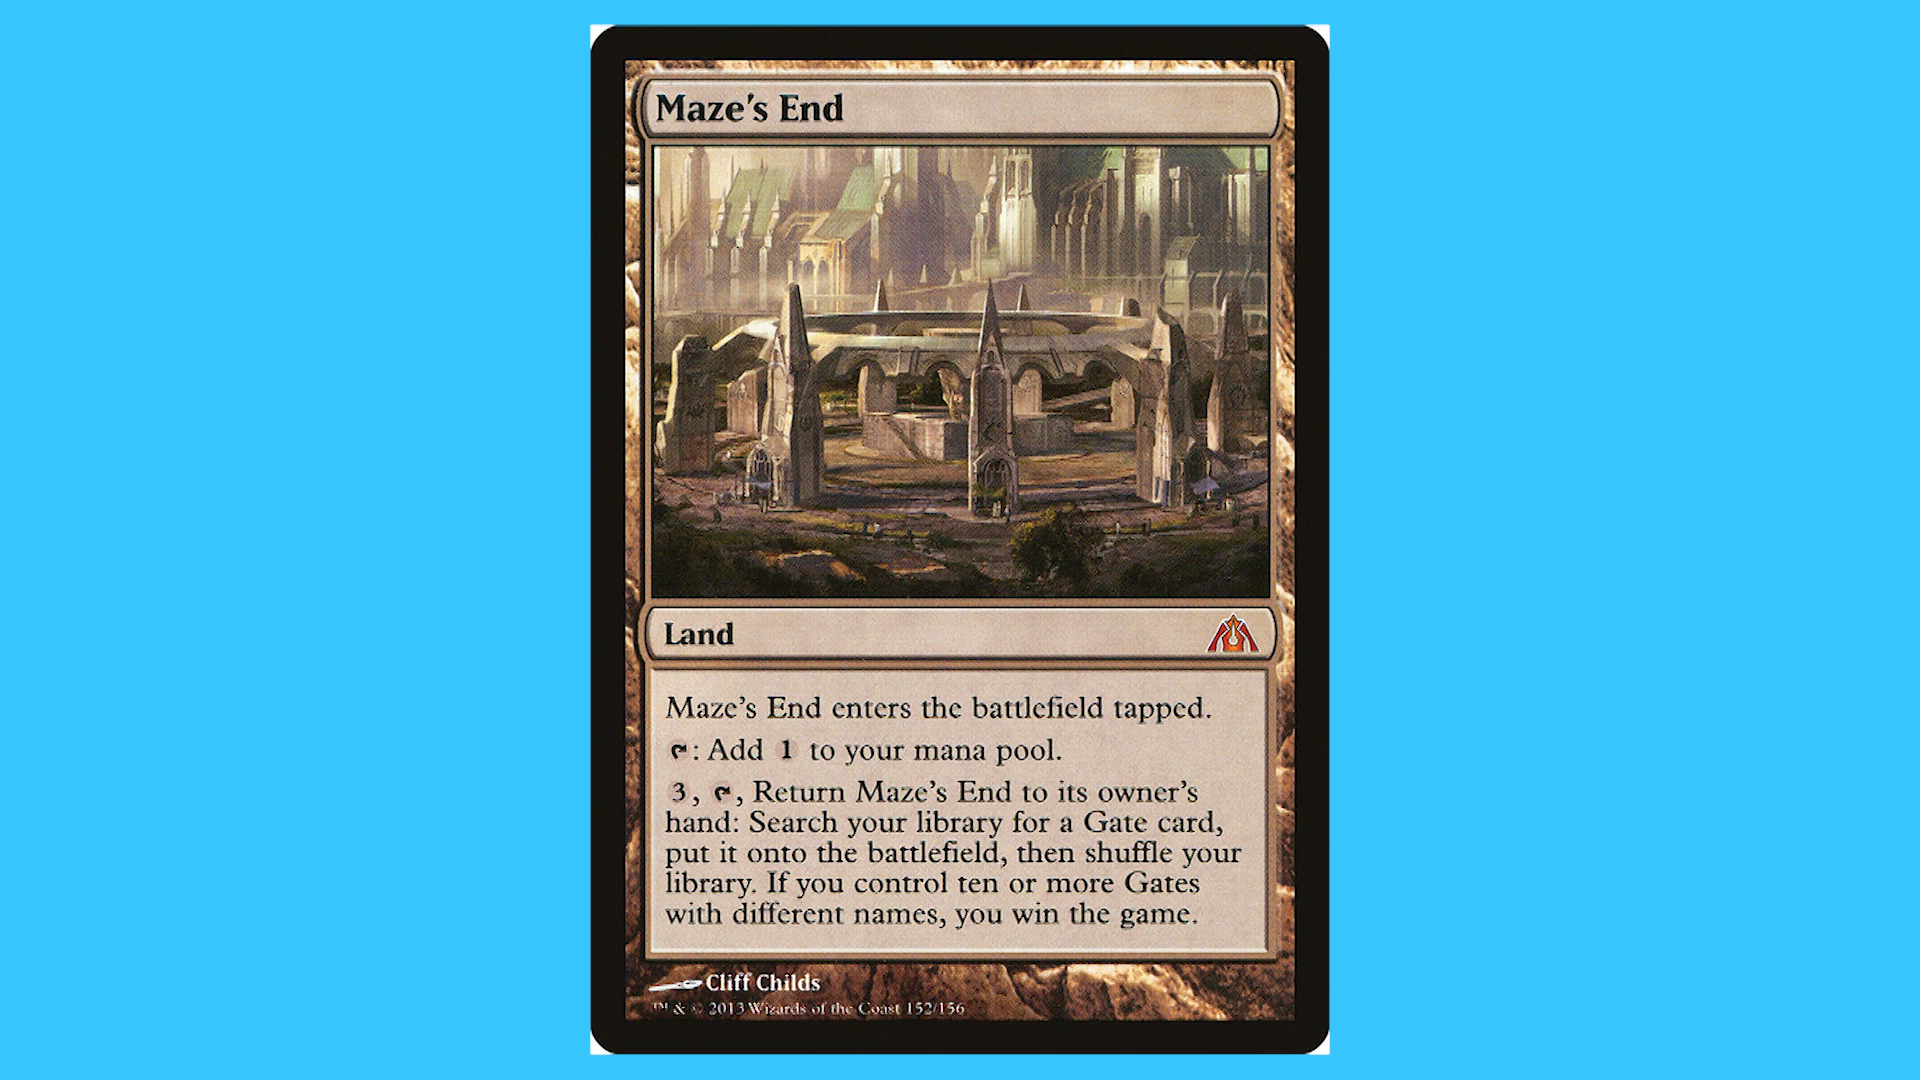 Maze's End
Land
Maze's End enters the battlefield tapped.
: Add 1 to your mana pool.
3, , Return Maze's End to its owner's
hand: Search your library for a Gate card,
put it onto the battlefield, then shuffle your
library. If you control ten or more Gates
with different names, you win the game.
Cliff Childs
™ & © 2013 Wizards of the Coast 152/156